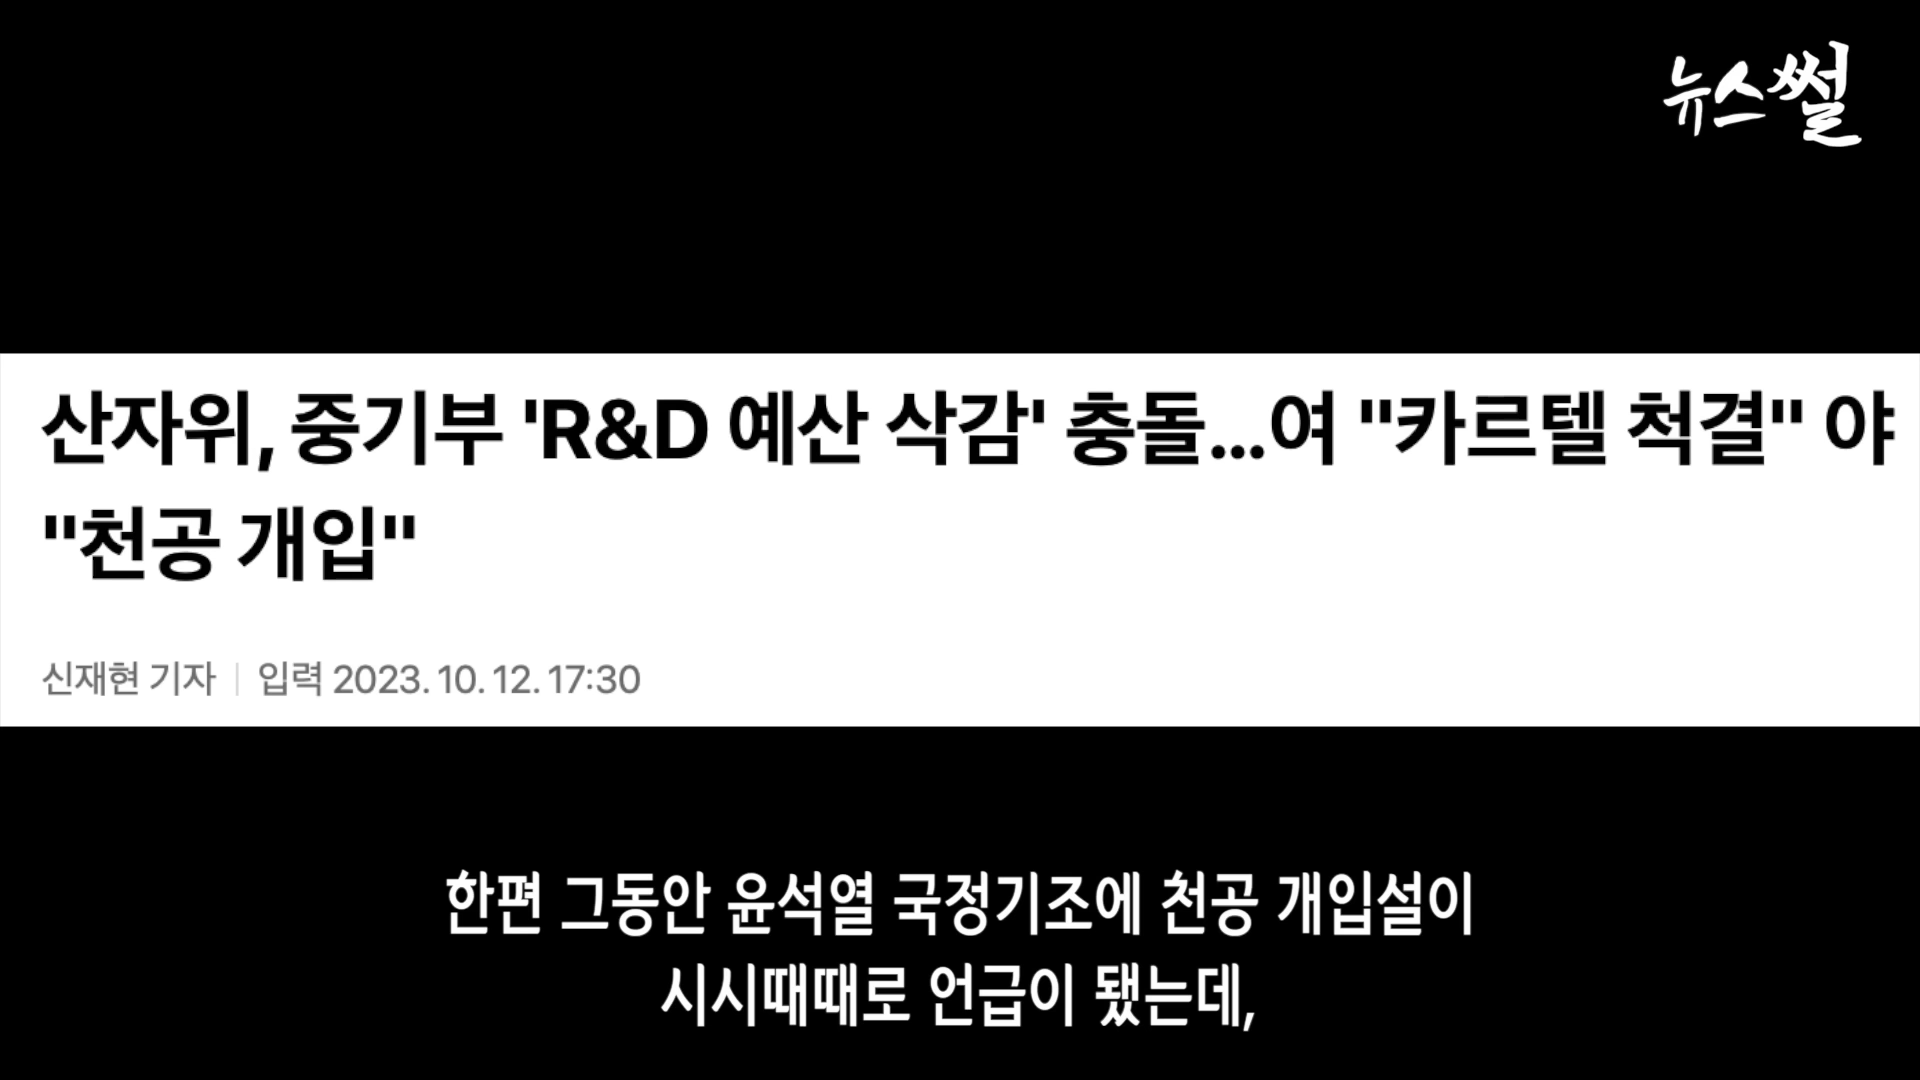 뉴스썰
산자위, 중기부 'R&D 예산 삭감' 충돌...여 "카르텔 척결" 야
"천공 개입"
신재현 기자 | 입력 2023. 10. 12. 17:30
한편 그동안 윤석열 국정기조에 천공 개입설이
시시때때로 언급이 됐는데,